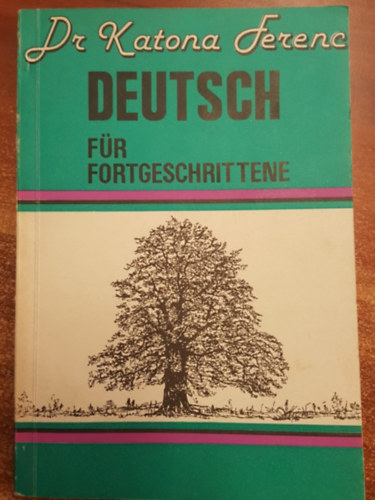 Dr Katona Ferenc
DEUTSCH
FÜR
FORTGESCHRITTENE